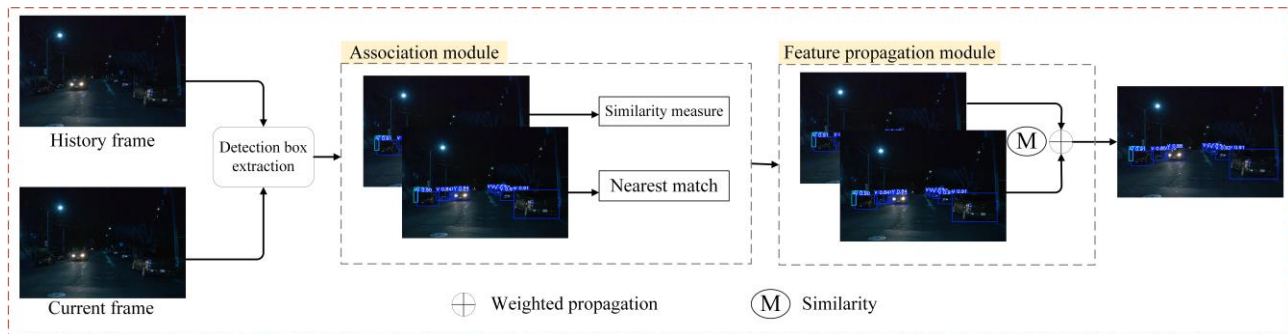 History frame
Current frame
Detection box
extraction
Association module
Similarity measure
Nearest match
Feature propagation module
M
Weighted propagation
M
Similarity